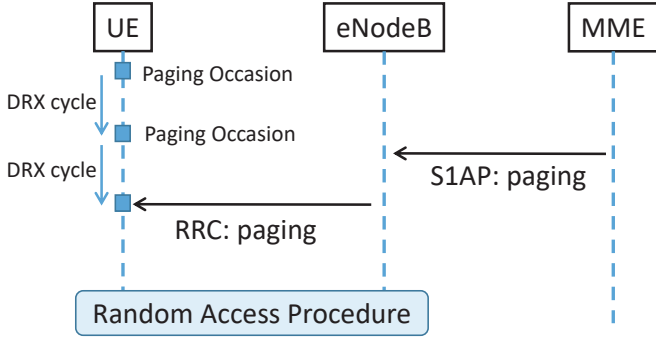 UE
eNodeB
MME
Paging Occasion
DRX cycle
Paging Occasion
S1AP: paging
DRX cycle
RRC: paging
Random Access Procedure